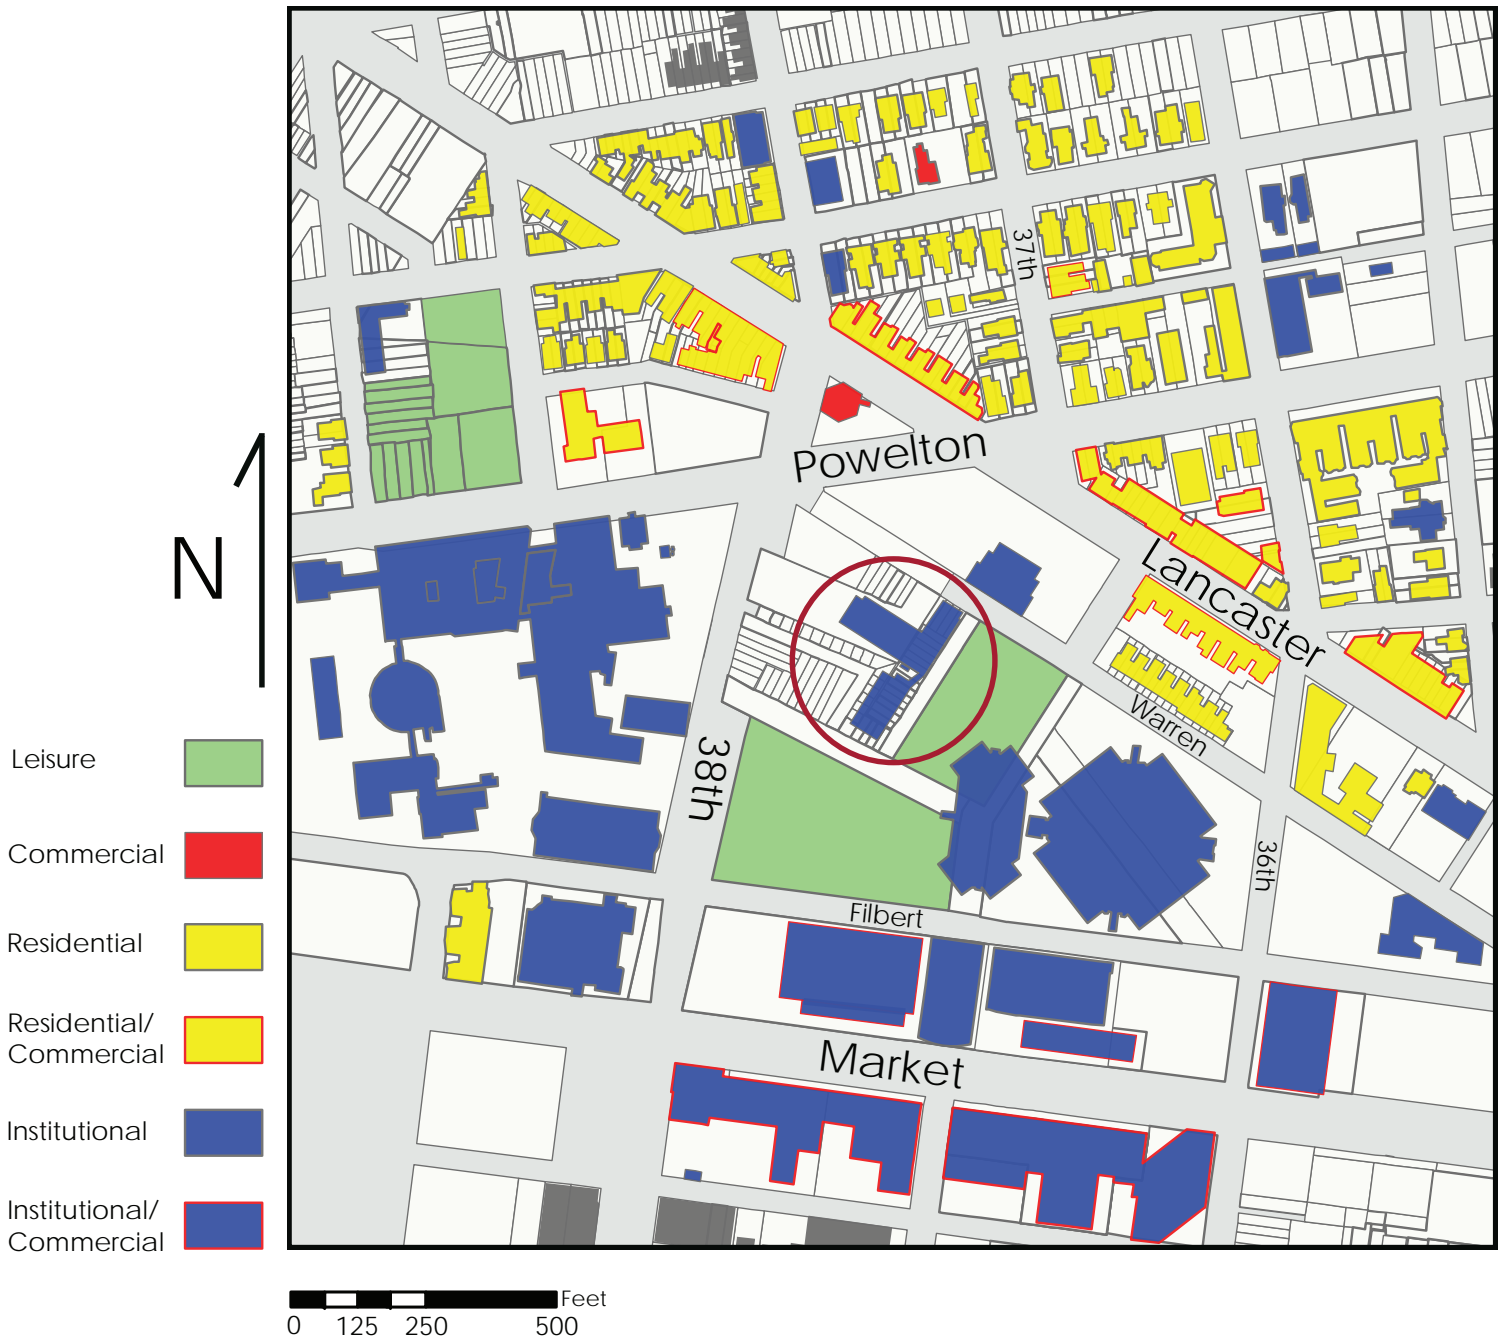 37th
Powelton
Lancaster
N
Warren
38th
36th
Filbert
Market
Leisure
Commercial
Residential
Residential/
Commercial
Institutional
Institutional/
Commercial
Feet
0 125 250 500